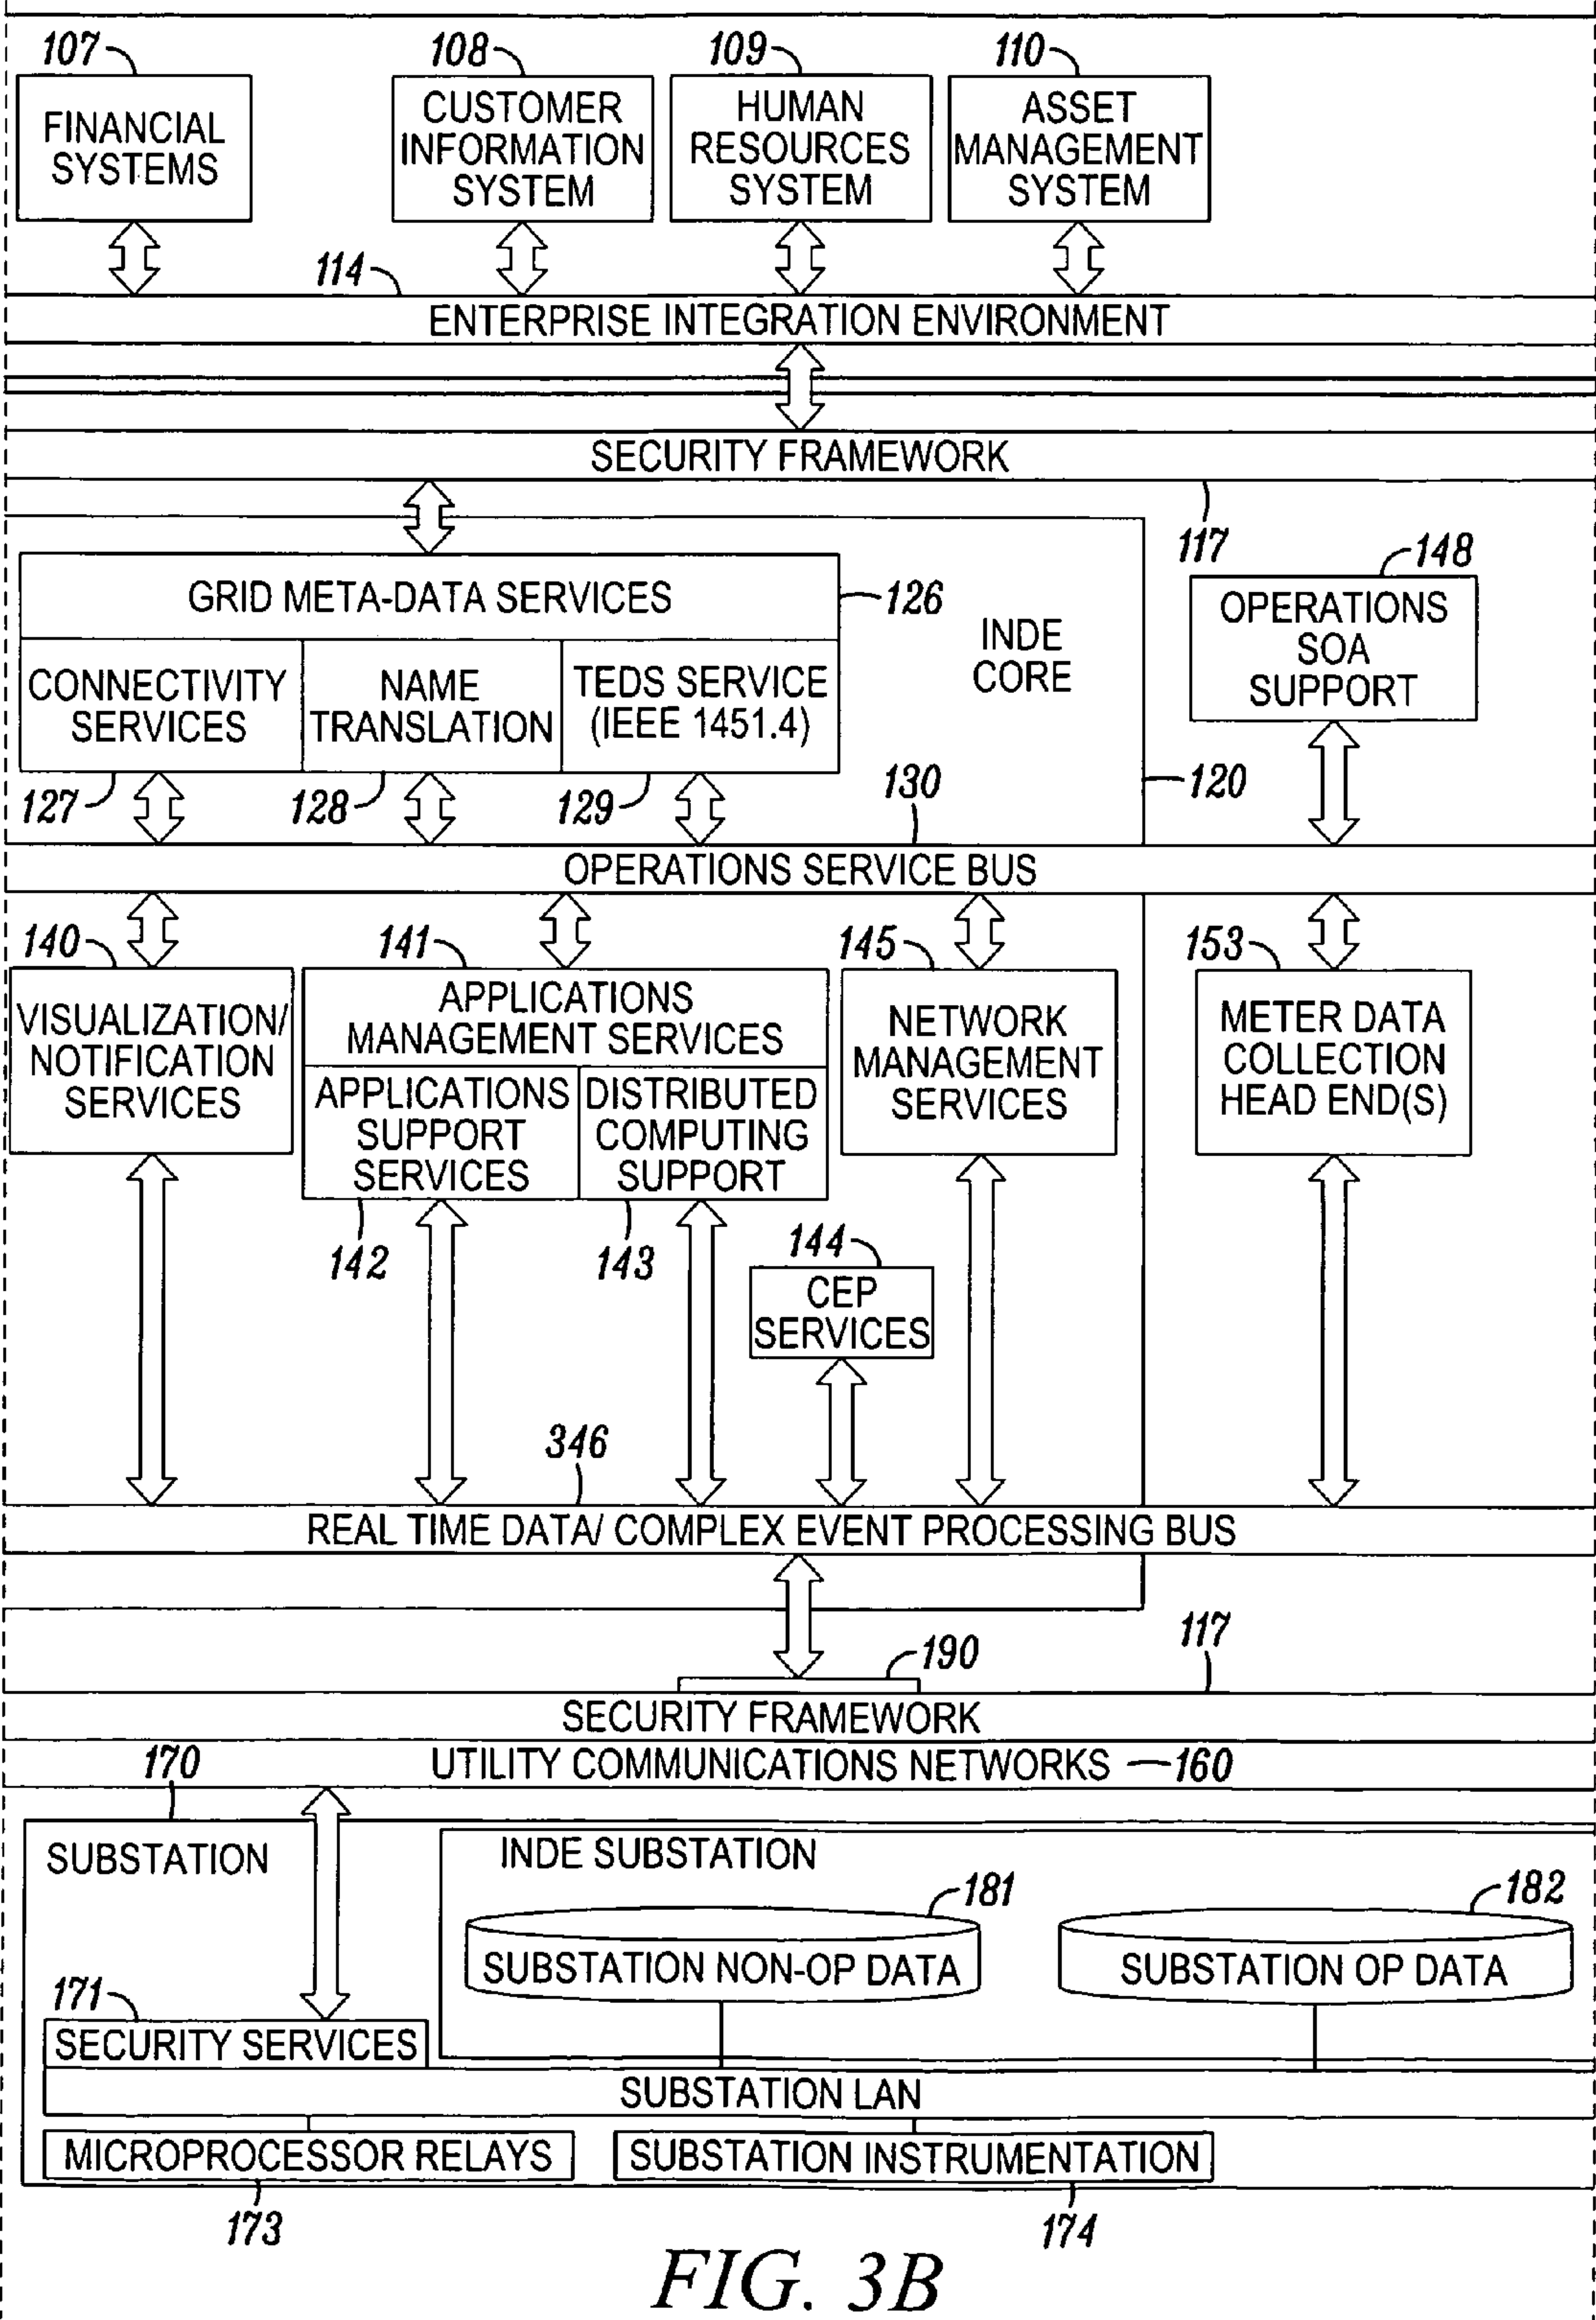 107
108
109
110
FINANCIAL
SYSTEMS
CUSTOMER
INFORMATION
SYSTEM
HUMAN
RESOURCES
SYSTEM
ASSET
MANAGEMENT
SYSTEM
114
ENTERPRISE INTEGRATION ENVIRONMENT
SECURITY FRAMEWORK
117
148
GRID META-DATA SERVICES
126
INDE
CORE
OPERATIONS
SOA
SUPPORT
CONNECTIVITY
SERVICES
NAME
TRANSLATION
TEDS SERVICE
(IEEE 1451.4)
127
128
129
130
120
OPERATIONS SERVICE BUS
140
141
145
153
VISUALIZATION/
NOTIFICATION
SERVICES
APPLICATIONS
MANAGEMENT SERVICES
APPLICATIONS
SUPPORT
SERVICES
DISTRIBUTED
COMPUTING
SUPPORT
NETWORK
MANAGEMENT
SERVICES
METER DATA
COLLECTION
HEAD END(S)
142
143
144
CEP
SERVICES
346
REAL TIME DATA/ COMPLEX EVENT PROCESSING BUS
190
117
SECURITY FRAMEWORK
170
UTILITY COMMUNICATIONS NETWORKS
160
SUBSTATION
INDE SUBSTATION
181
182
SUBSTATION NON-OP DATA
SUBSTATION OP DATA
171
SECURITY SERVICES
SUBSTATION LAN
MICROPROCESSOR RELAYS
SUBSTATION INSTRUMENTATION
173
174
FIG. 3B